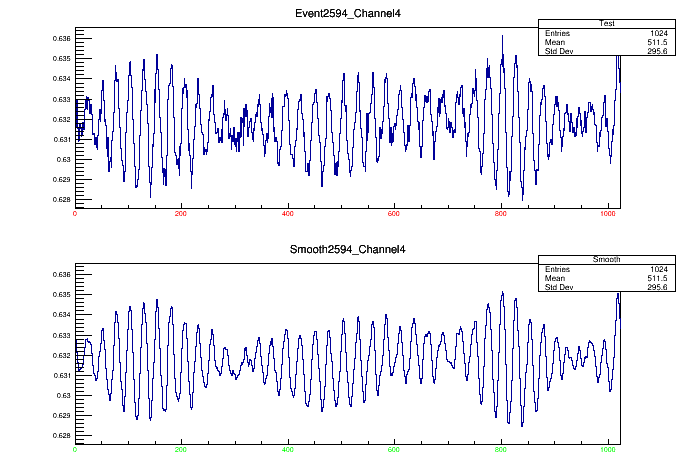 Event2594_Channel4
Test
Entries 1024
Mean 511.5
Std Dev 295.6
0.636
0.635
0.634
0.633
0.632
0.631
0.63
0.629
0.628
0 200 400 600 800 1000
Smooth2594_Channel4
Smooth
Entries 1024
Mean 511.5
Std Dev 295.6
0.636
0.635
0.634
0.633
0.632
0.631
0.63
0.629
0.628
0 200 400 600 800 1000